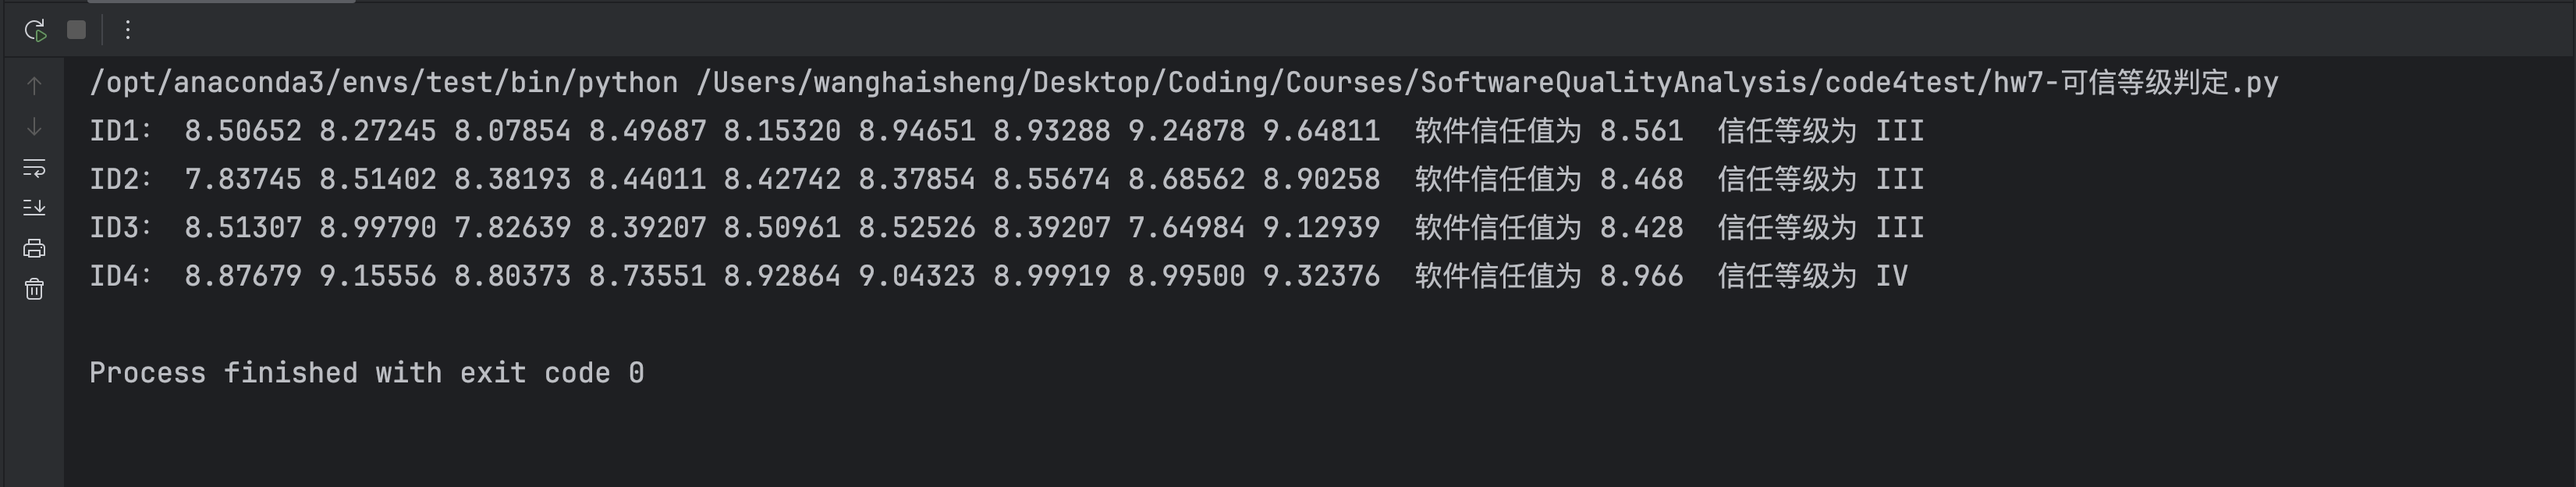 /opt/anaconda3/envs/test/bin/python /Users/wanghaisheng/Desktop/Coding/Courses/SoftwareQualityAnalysis/code4test/hw7-可信等级判定.py
ID1:  8.50652 8.27245 8.07854 8.49687 8.15320 8.94651 8.93288 9.24878 9.64811  软件信任值为 8.561  信任等级为 III
ID2:  7.83745 8.51402 8.38193 8.44011 8.42742 8.37854 8.55674 8.68562 8.90258  软件信任值为 8.468  信任等级为 III
ID3:  8.51307 8.99790 7.82639 8.39207 8.50961 8.52526 8.39207 7.64984 9.12939  软件信任值为 8.428  信任等级为 III
ID4:  8.87679 9.15556 8.80373 8.73551 8.92864 9.04323 8.99919 8.99500 9.32376  软件信任值为 8.966  信任等级为 IV
Process finished with exit code 0